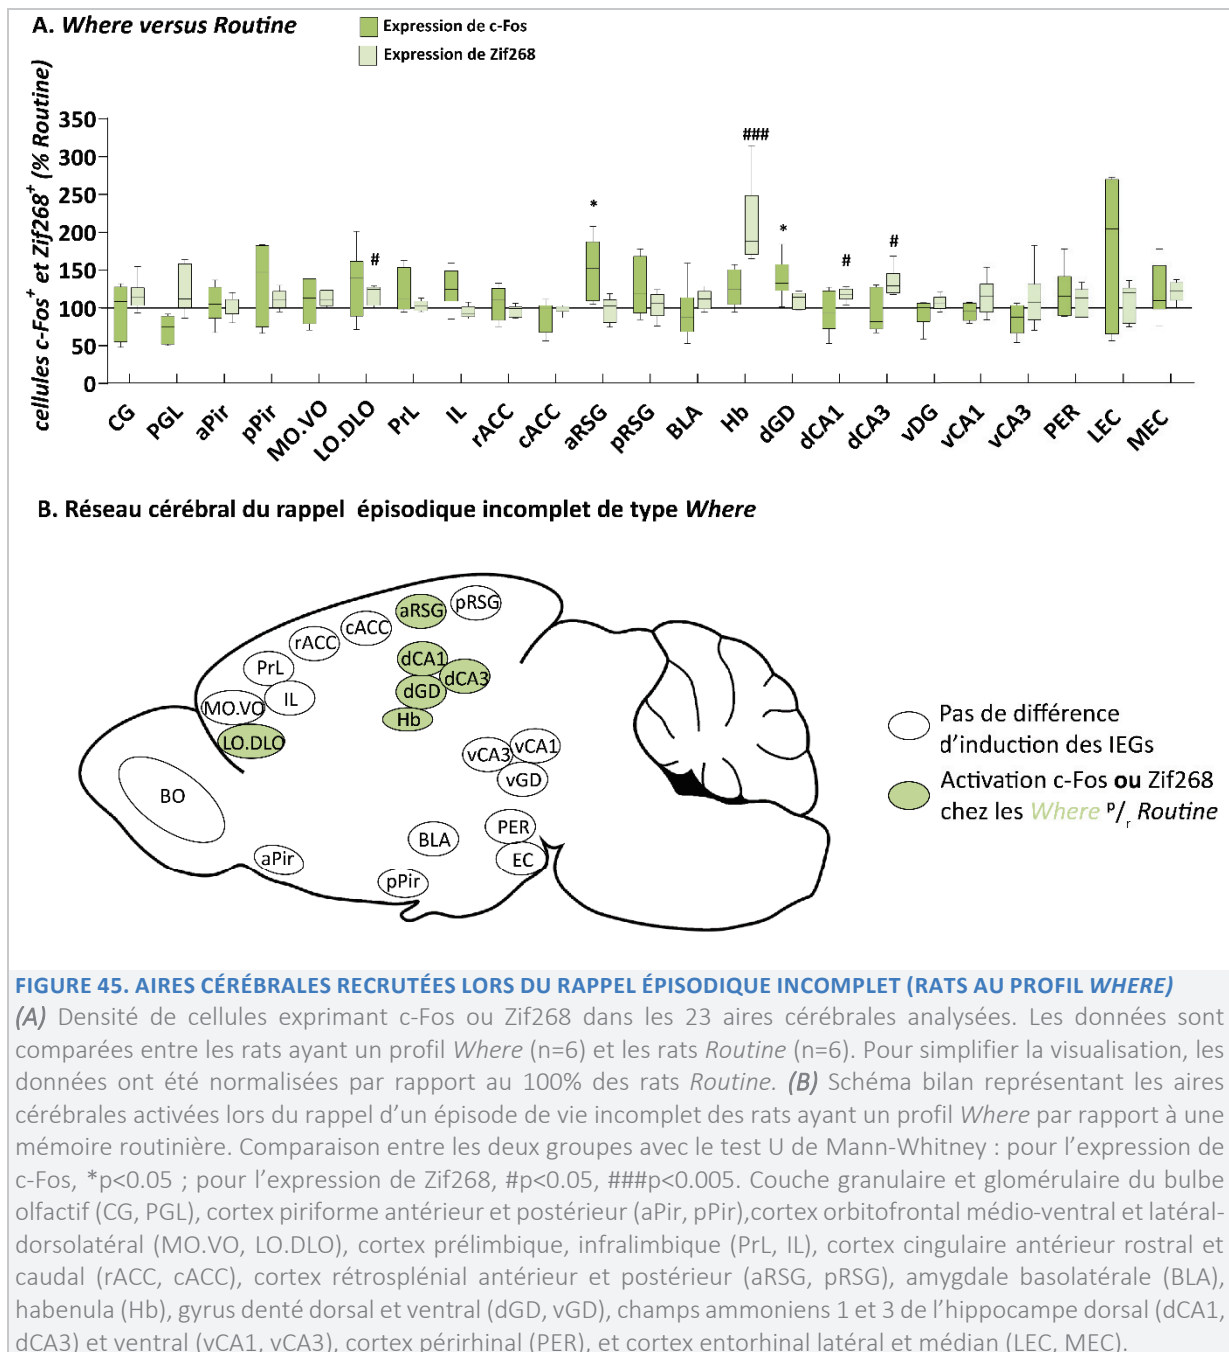 A. Where versus Routine
Expression de c-Fos
Expression de Zif268
cellules c-Fos+ et Zif268+ (% Routine)
350
300
250
200
150
100
50
0
#
*
###
*
#
#
CG
PGL
aPir
pPir
MO.VO
LO.DLO
PrL
IL
rACC
cACC
aRSG
pRSG
BLA
Hb
dGD
dCA1
dCA3
vDG
vCA1
vCA3
PER
LEC
MEC
B. Réseau cérébral du rappel épisodique incomplet de type Where
aRSG
pRSG
cACC
rACC
PrL
IL
MO.VO
LO.DLO
dCA1
dCA3
dGD
Hb
vCA3
vCA1
vGD
BO
BLA
PER
EC
aPir
pPir
Pas de différence
d'induction des IEGs
Activation c-Fos ou Zif268
chez les Where p/r Routine
FIGURE 45. AIRES CÉRÉBRALES RECRUTÉES LORS DU RAPPEL ÉPISODIQUE INCOMPLET (RATS AU PROFIL WHERE)
(A) Densité de cellules exprimant c-Fos ou Zif268 dans les 23 aires cérébrales analysées. Les données sont
comparées entre les rats ayant un profil Where (n=6) et les rats Routine (n=6). Pour simplifier la visualisation, les
données ont été normalisées par rapport au 100% des rats Routine. (B) Schéma bilan représentant les aires
cérébrales activées lors du rappel d'un épisode de vie incomplet des rats ayant un profil Where par rapport à une
mémoire routinière. Comparaison entre les deux groupes avec le test U de Mann-Whitney : pour l'expression de
c-Fos, *p<0.05 ; pour l'expression de Zif268, #p<0.05, ###p<0.005. Couche granulaire et glomérulaire du bulbe
olfactif (CG, PGL), cortex piriforme antérieur et postérieur (aPir, pPir),cortex orbitofrontal médio-ventral et latéral-
dorsolatéral (MO.VO, LO.DLO), cortex prélimbique, infralimbique (PrL, IL), cortex cingulaire antérieur rostral et
caudal (rACC, cACC), cortex rétrosplénial antérieur et postérieur (aRSG, pRSG), amygdale basolatérale (BLA),
habenula (Hb), gyrus denté dorsal et ventral (dGD, vGD), champs ammoniens 1 et 3 de l'hippocampe dorsal (dCA1,
dCA3) et ventral (vCA1, vCA3), cortex périrhinal (PER), et cortex entorhinal latéral et médian (LEC, MEC).